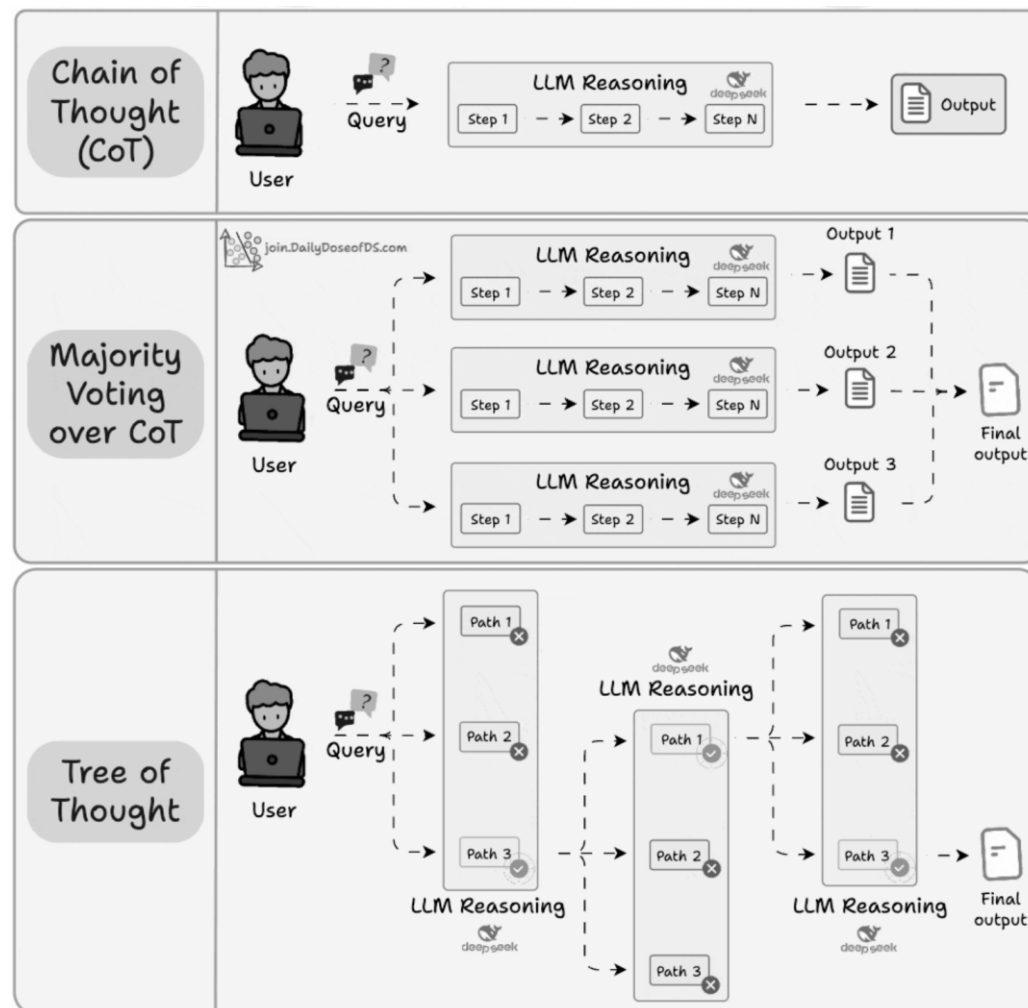 Chain of
Thought
(CoT)
User
?
Query
LLM Reasoning
deepseek
Step 1
Step 2
Step N
Output
Majority
Voting
over CoT
join.DailyDoseofDS.com
User
?
Query
LLM Reasoning
deepseek
Step 1
Step 2
Step N
Output 1
LLM Reasoning
deepseek
Step 1
Step 2
Step N
Output 2
LLM Reasoning
deepseek
Step 1
Step 2
Step N
Output 3
Final
output
Tree of
Thought
User
?
Query
Path 1
Path 2
Path 3
LLM Reasoning
deepseek
deepseek
LLM Reasoning
Path 1
Path 2
Path 3
Path 1
Path 2
Path 3
LLM Reasoning
deepseek
Final
output